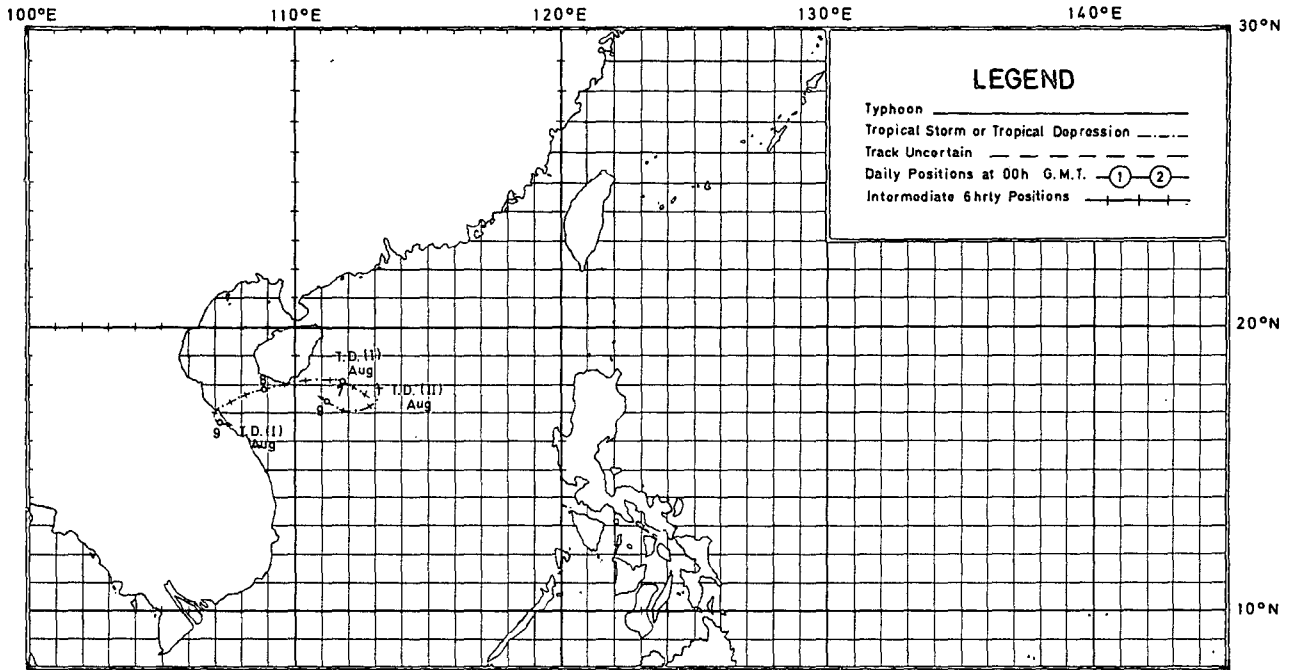 100°E 110°E 120°E 130°E 140°E
30°N
LEGEND
Typhoon
Tropical Storm or Tropical Depression
Track Uncertain
Daily Positions at 00h G.M.T. 1 2
Intermediate 6hrly Positions
20°N
T.D.(I)
Aug
8
7
T.D.(II)
Aug
9
9
T.D.(I)
Aug
10°N